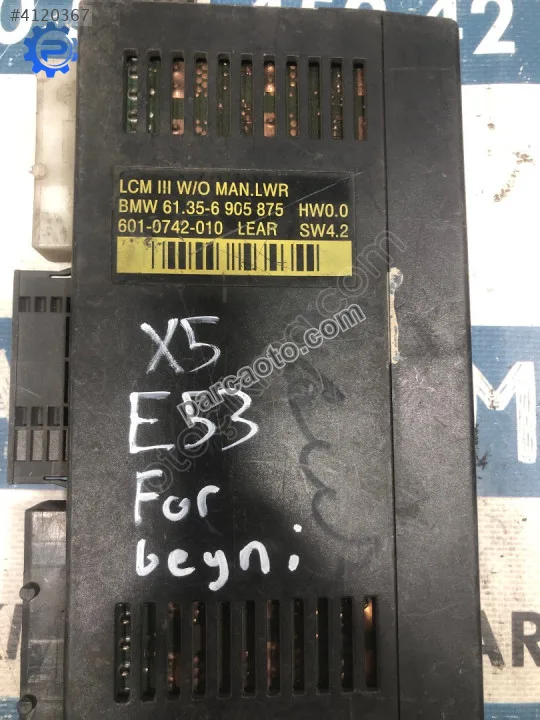 #4120367
LCM III W/O MAN.LWR
BMW 61.35-6 905 875 HW0.0
601-0742-010 LEAR SW4.2
X5
E53
For
beyni
parcaoto.com